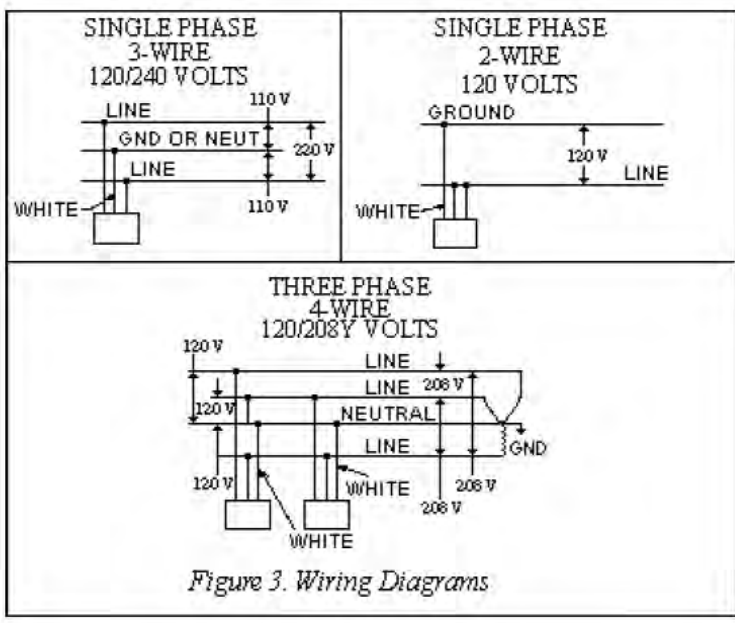 SINGLE PHASE
3-WIRE
120/240 VOLTS
LINE
110 V
GND OR NEUT
220 V
LINE
WHITE
110 V
SINGLE PHASE
2-WIRE
120 VOLTS
GROUND
120 V
LINE
WHITE
THREE PHASE
4-WIRE
120/208Y VOLTS
120 V
LINE
LINE
208 V
120 V
NEUTRAL
LINE
GND
120 V
WHITE
208 V
208 V
WHITE
Figure 3. Wiring Diagrams